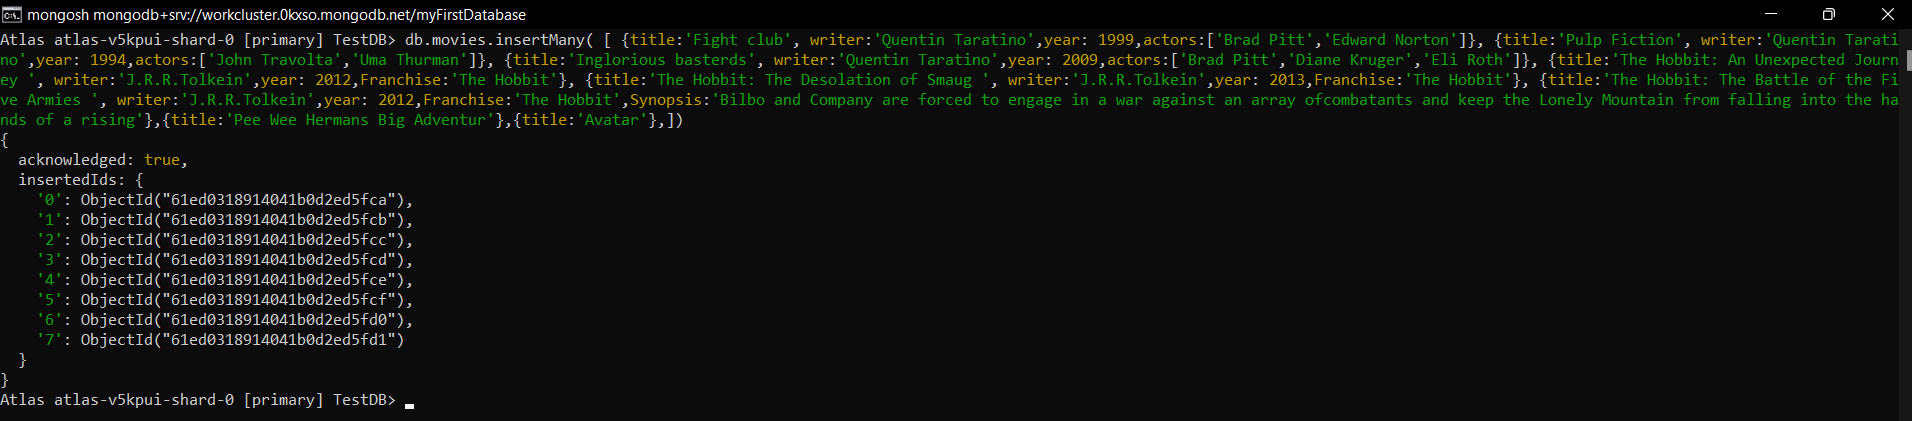 mongosh mongodb+srv://workcluster.0kxso.mongodb.net/myFirstDatabase
Atlas atlas-v5kpui-shard-0 [primary] TestDB> db.movies.insertMany( [ {title:'Fight club', writer:'Quentin Taratino',year: 1999,actors:['Brad Pitt','Edward Norton']}, {title:'Pulp Fiction', writer:'Quentin Tarati
no',year: 1994,actors:['John Travolta','Uma Thurman']}, {title:'Inglorious basterds', writer:'Quentin Taratino',year: 2009,actors:['Brad Pitt','Diane Kruger','Eli Roth']}, {title:'The Hobbit: An Unexpected Journ
ey ', writer:'J.R.R.Tolkein',year: 2012,Franchise:'The Hobbit'}, {title:'The Hobbit: The Desolation of Smaug ', writer:'J.R.R.Tolkein',year: 2013,Franchise:'The Hobbit'}, {title:'The Hobbit: The Battle of the Fi
ve Armies ', writer:'J.R.R.Tolkein',year: 2012,Franchise:'The Hobbit',Synopsis:'Bilbo and Company are forced to engage in a war against an array ofcombatants and keep the Lonely Mountain from falling into the ha
nds of a rising'},{title:'Pee Wee Hermans Big Adventur'},{title:'Avatar'},])
{
  acknowledged: true,
  insertedIds: {
    '0': ObjectId("61ed0318914041b0d2ed5fca"),
    '1': ObjectId("61ed0318914041b0d2ed5fcb"),
    '2': ObjectId("61ed0318914041b0d2ed5fcc"),
    '3': ObjectId("61ed0318914041b0d2ed5fcd"),
    '4': ObjectId("61ed0318914041b0d2ed5fce"),
    '5': ObjectId("61ed0318914041b0d2ed5fcf"),
    '6': ObjectId("61ed0318914041b0d2ed5fd0"),
    '7': ObjectId("61ed0318914041b0d2ed5fd1")
  }
}
Atlas atlas-v5kpui-shard-0 [primary] TestDB>